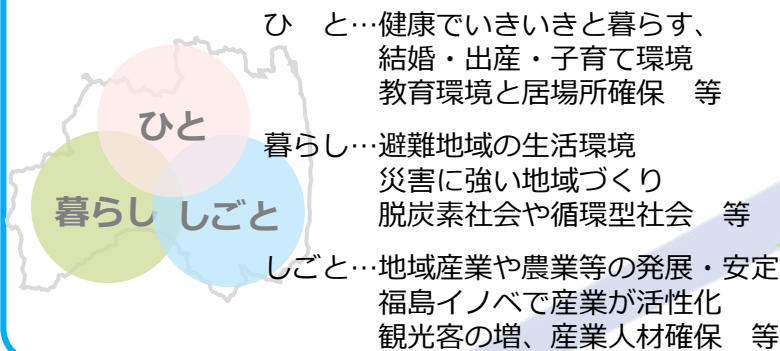 ひ　と…健康でいきいきと暮らす、
結婚・出産・子育て環境
教育環境と居場所確保　等
暮らし…避難地域の生活環境
災害に強い地域づくり
脱炭素社会や循環型社会　等
しごと…地域産業や農業等の発展・安定
福島イノベで産業が活性化
観光客の増、産業人材確保　等
ひと
暮らし
しごと